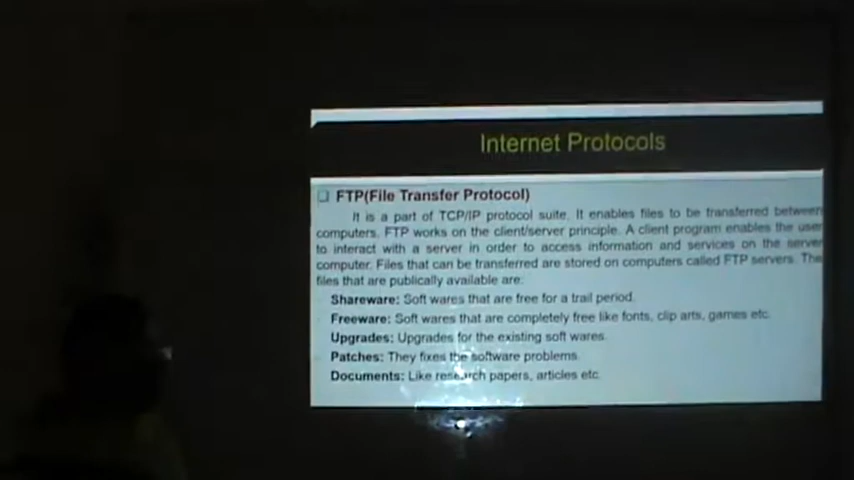 Internet Protocols
FTP(File Transfer Protocol)
It is a part of TCP/IP protocol suite. It enables files to be transferred between
computers. FTP works on the client/server principle. A client program enables the user
to interact with a server in order to access information and services on the server
computer. Files that can be transferred are stored on computers called FTP servers. The
files that are publically available are:
Shareware: Soft wares that are free for a trail period.
Freeware: Soft wares that are completely free like fonts, clip arts, games etc.
Upgrades: Upgrades for the existing soft wares.
Patches: They fixes the software problems.
Documents: Like research papers, articles etc.